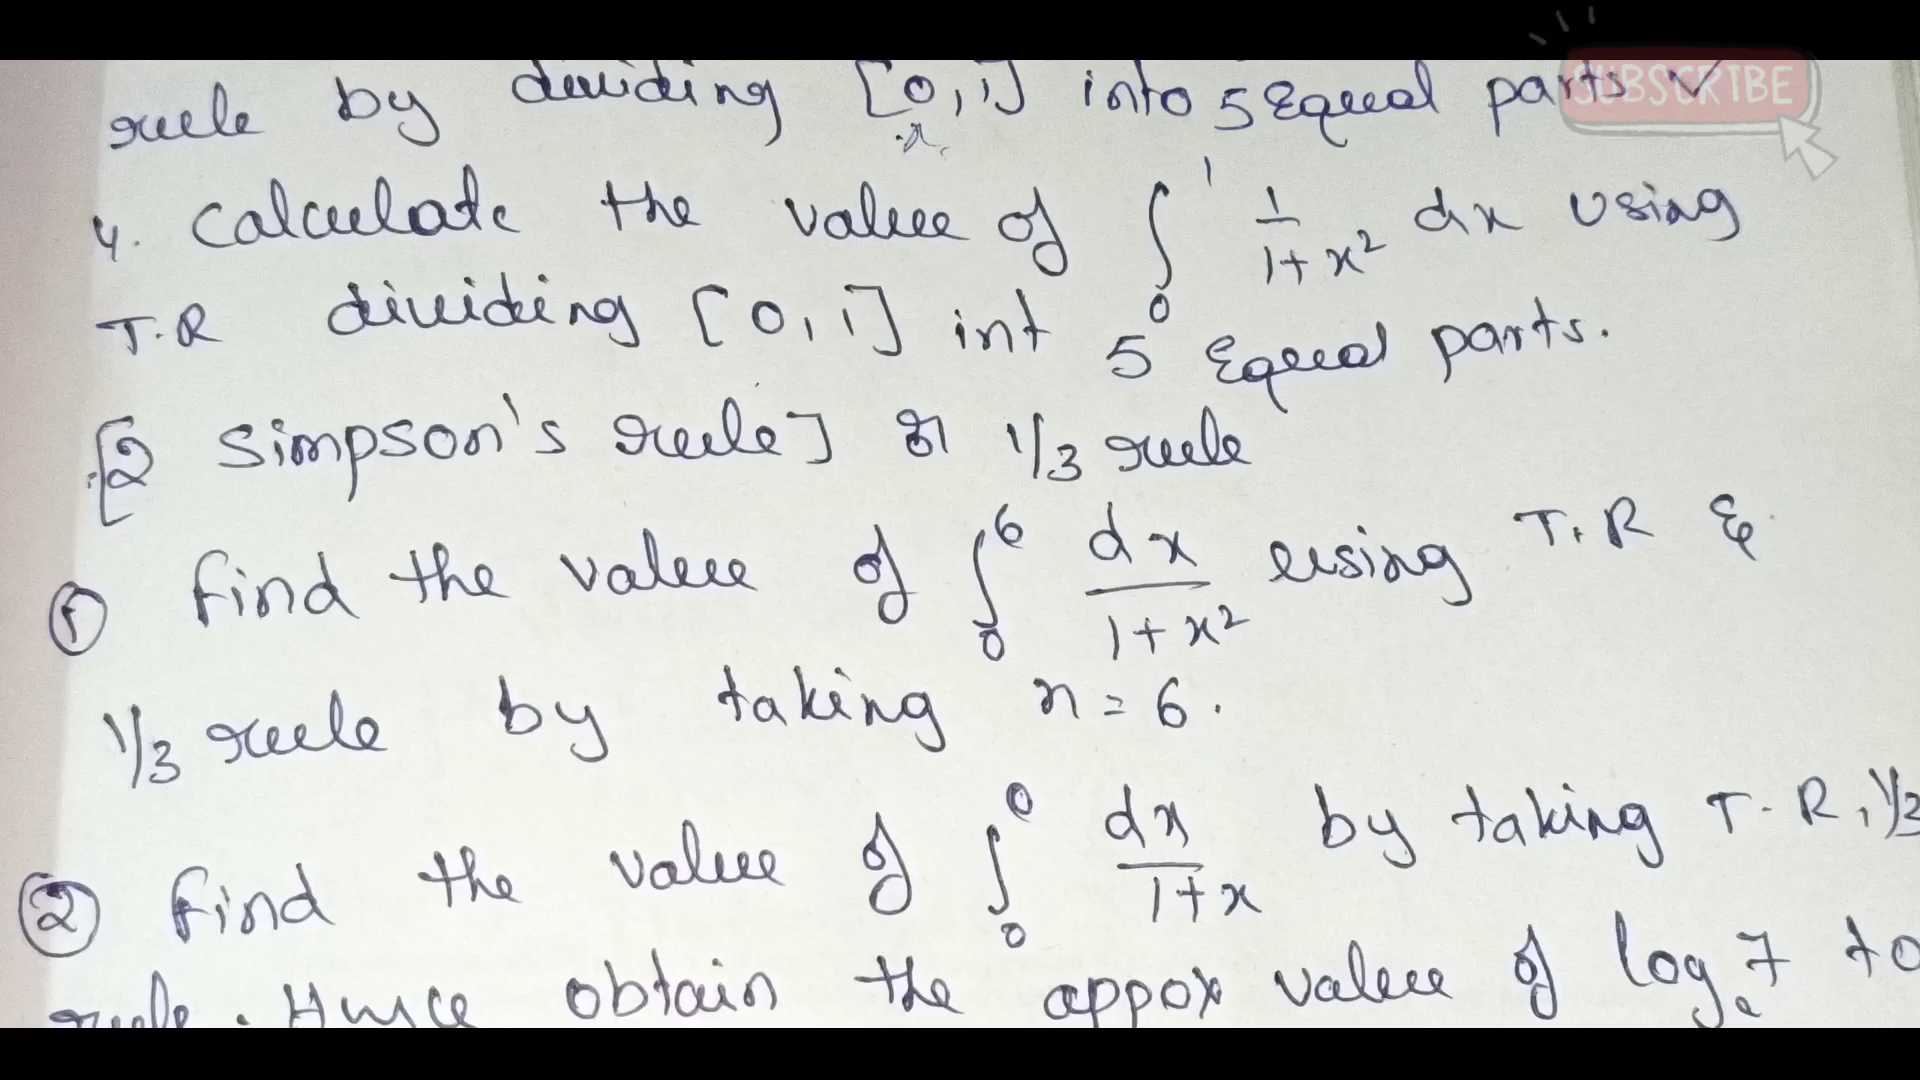 rule by dividing [0,1] into 5 Equal parts ✓
SUBSCRIBE
4. Calculate the value of ∫₀¹ 1/(1+x²) dx using
T.R dividing [0,1] int 5 Equal parts.
[2 Simpson's rule] or 1/3 rule
① Find the value of ∫₀⁶ dx/(1+x²) using T.R &
1/3 rule by taking n=6.
② Find the value of ∫₀⁰ dx/(1+x) by taking T.R, 1/3
rule. Hence obtain the appox value of logₑ7 to